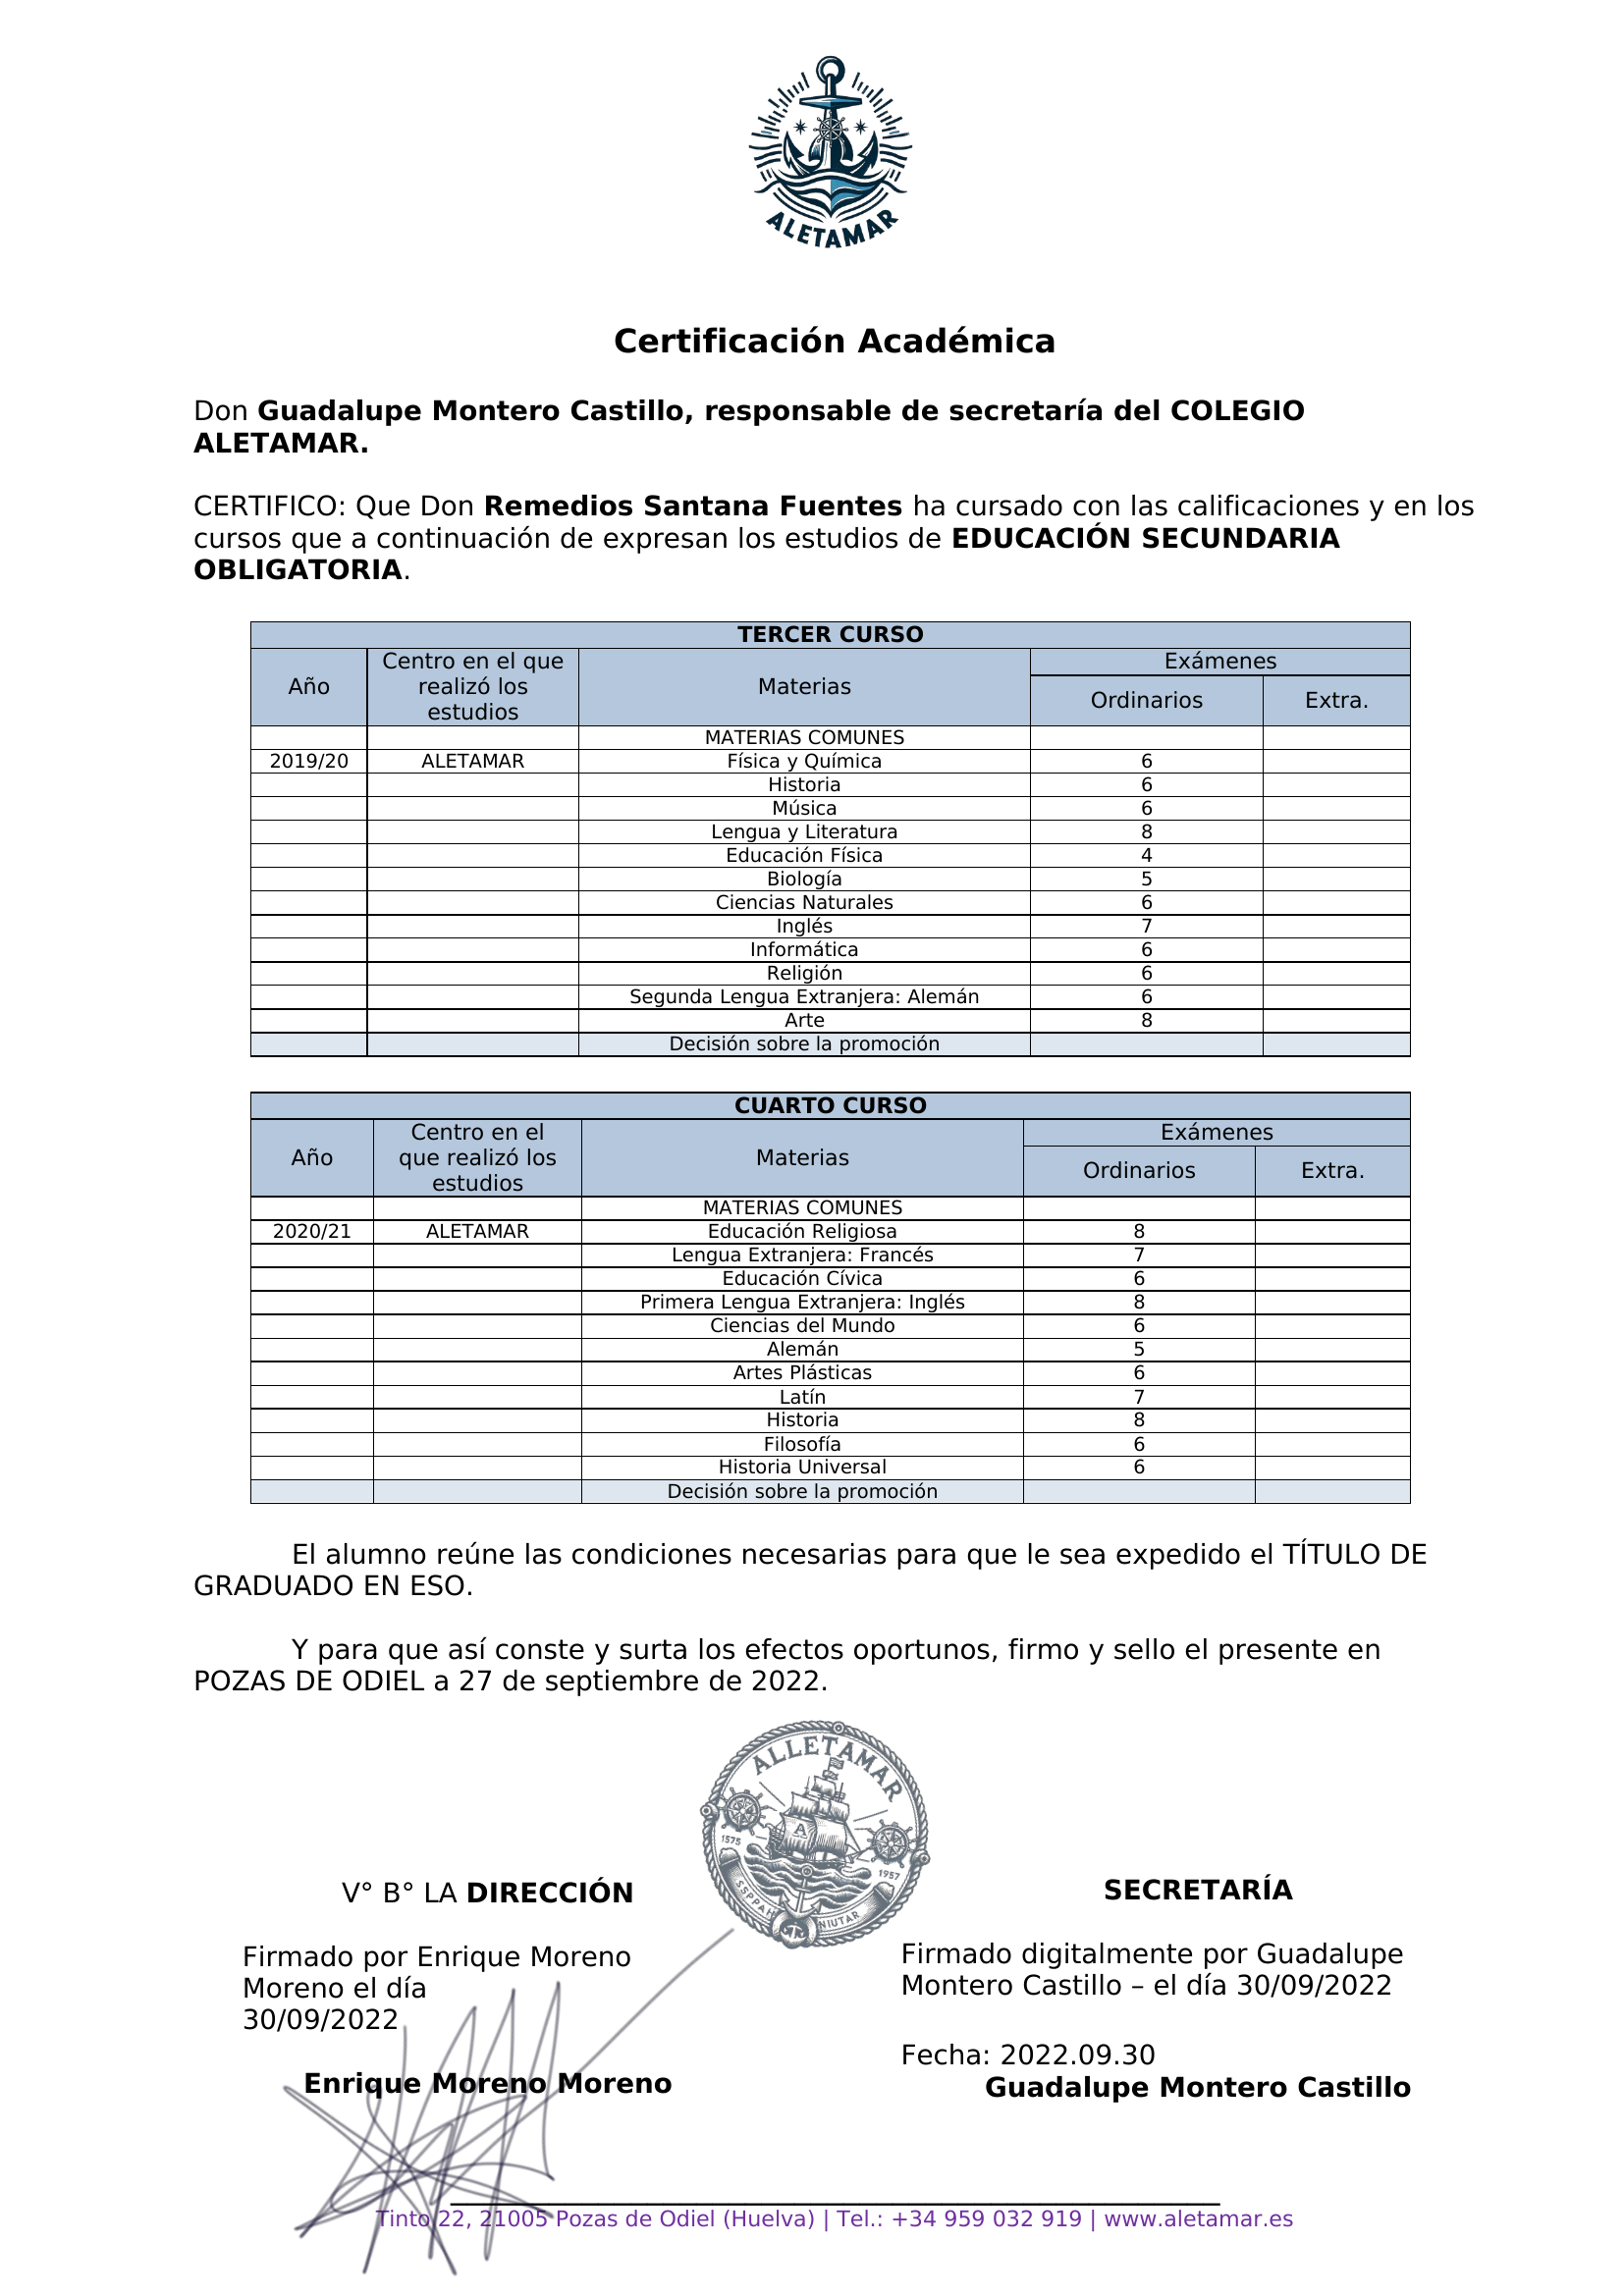 ALETAMAR
Certificación Académica
Don Guadalupe Montero Castillo, responsable de secretaría del COLEGIO
ALETAMAR.
CERTIFICO: Que Don Remedios Santana Fuentes ha cursado con las calificaciones y en los
cursos que a continuación de expresan los estudios de EDUCACIÓN SECUNDARIA
OBLIGATORIA.
TERCER CURSO
Año Centro en el que realizó los estudios Materias Exámenes
Ordinarios Extra.
MATERIAS COMUNES
2019/20 ALETAMAR Física y Química 6
Historia 6
Música 6
Lengua y Literatura 8
Educación Física 4
Biología 5
Ciencias Naturales 6
Inglés 7
Informática 6
Religión 6
Segunda Lengua Extranjera: Alemán 6
Arte 8
Decisión sobre la promoción
CUARTO CURSO
Año Centro en el que realizó los estudios Materias Exámenes
Ordinarios Extra.
MATERIAS COMUNES
2020/21 ALETAMAR Educación Religiosa 8
Lengua Extranjera: Francés 7
Educación Cívica 6
Primera Lengua Extranjera: Inglés 8
Ciencias del Mundo 6
Alemán 5
Artes Plásticas 6
Latín 7
Historia 8
Filosofía 6
Historia Universal 6
Decisión sobre la promoción
El alumno reúne las condiciones necesarias para que le sea expedido el TÍTULO DE
GRADUADO EN ESO.
Y para que así conste y surta los efectos oportunos, firmo y sello el presente en
POZAS DE ODIEL a 27 de septiembre de 2022.
ALLETAMAR
A
1575
1957
SSPPAH NIUTAR
V° B° LA DIRECCIÓN
Firmado por Enrique Moreno
Moreno el día
30/09/2022
Enrique Moreno Moreno
SECRETARÍA
Firmado digitalmente por Guadalupe
Montero Castillo – el día 30/09/2022
Fecha: 2022.09.30
Guadalupe Montero Castillo
Tinto 22, 21005 Pozas de Odiel (Huelva) | Tel.: +34 959 032 919 | www.aletamar.es